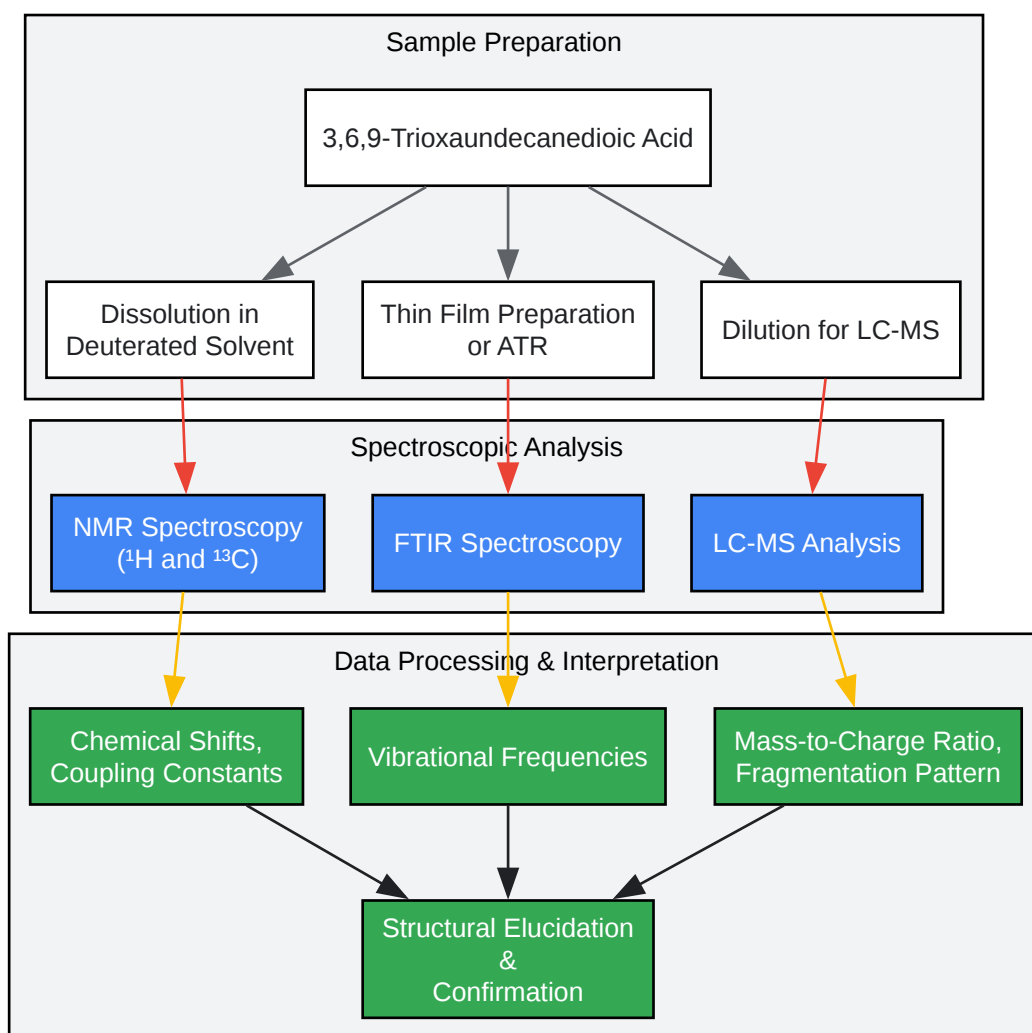 Sample Preparation
3,6,9-Trioxaundecanedioic Acid
Dissolution in
Deuterated Solvent
Thin Film Preparation
or ATR
Dilution for LC-MS
Spectroscopic Analysis
NMR Spectroscopy
(¹H and ¹³C)
FTIR Spectroscopy
LC-MS Analysis
Data Processing & Interpretation
Chemical Shifts,
Coupling Constants
Vibrational Frequencies
Mass-to-Charge Ratio,
Fragmentation Pattern
Structural Elucidation
&
Confirmation